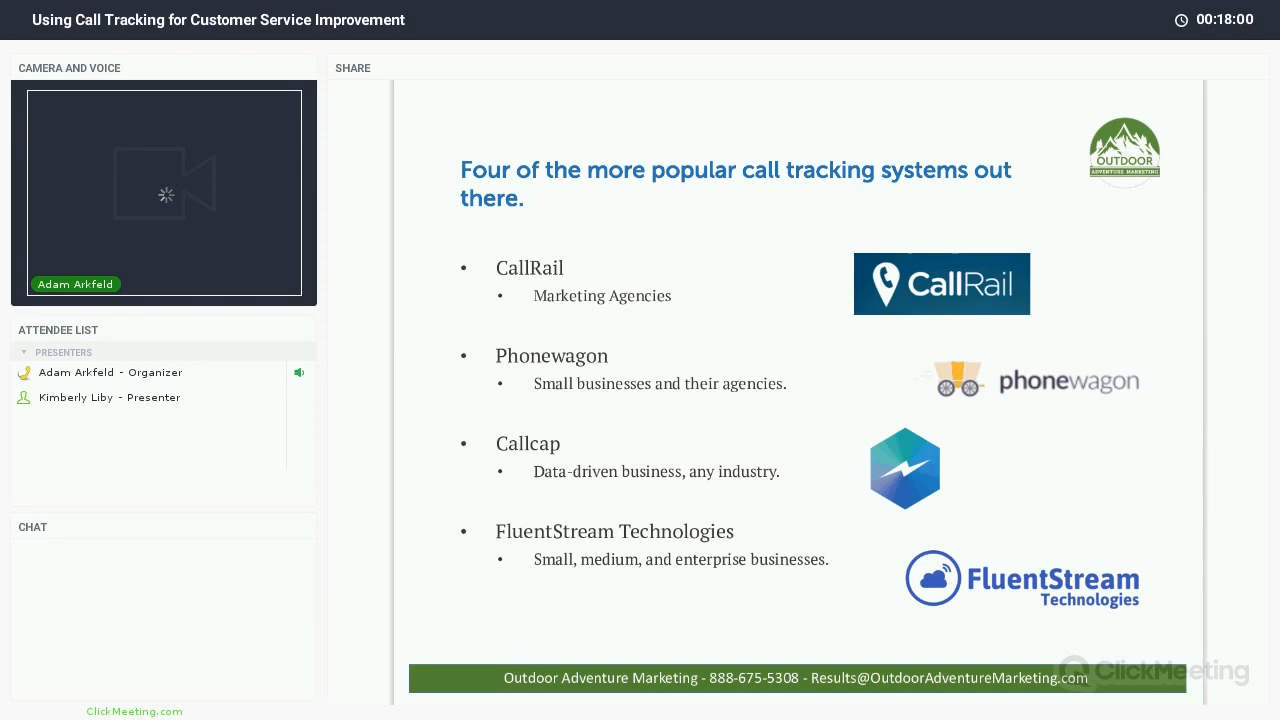 Using Call Tracking for Customer Service Improvement
00:18:00
CAMERA AND VOICE
Adam Arkfeld
ATTENDEE LIST
PRESENTERS
Adam Arkfeld - Organizer
Kimberly Liby - Presenter
CHAT
ClickMeeting.com
SHARE
OUTDOOR
ADVENTURE MARKETING
Four of the more popular call tracking systems out
there.
• CallRail
• Marketing Agencies
CallRail
• Phonewagon
• Small businesses and their agencies.
phonewagon
• Callcap
• Data-driven business, any industry.
• FluentStream Technologies
• Small, medium, and enterprise businesses.
FluentStream
Technologies
Outdoor Adventure Marketing - 888-675-5308 - Results@OutdoorAdventureMarketing.com
ClickMeeting